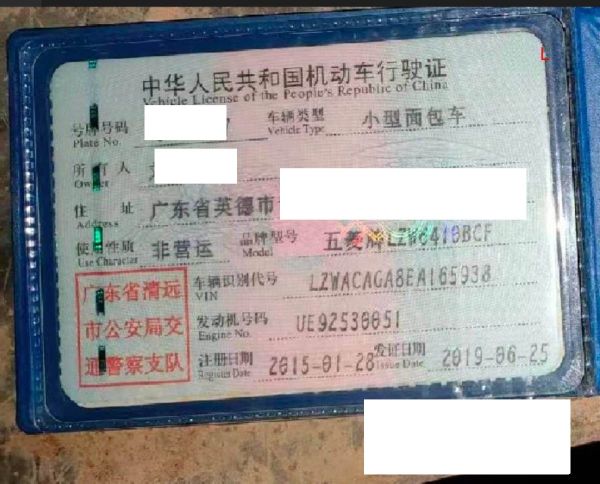 中华人民共和国机动车行驶证
Vehicle License of the People's Republic of China
号牌号码 车辆类型 小型面包车
Plate No. Vehicle Type
所有人
Owner
住 址 广东省英德市
Address
使用性质 非营运 品牌型号 五菱牌LZW6410BCF
Use Character Model
广东省清远 车辆识别代号 LZWACAGA8EA165938
VIN
市公安局交 发动机号码 UE92530051
Engine No.
通警察支队 注册日期 2015-01-28 发证日期 2019-06-25
Register Date Issue Date